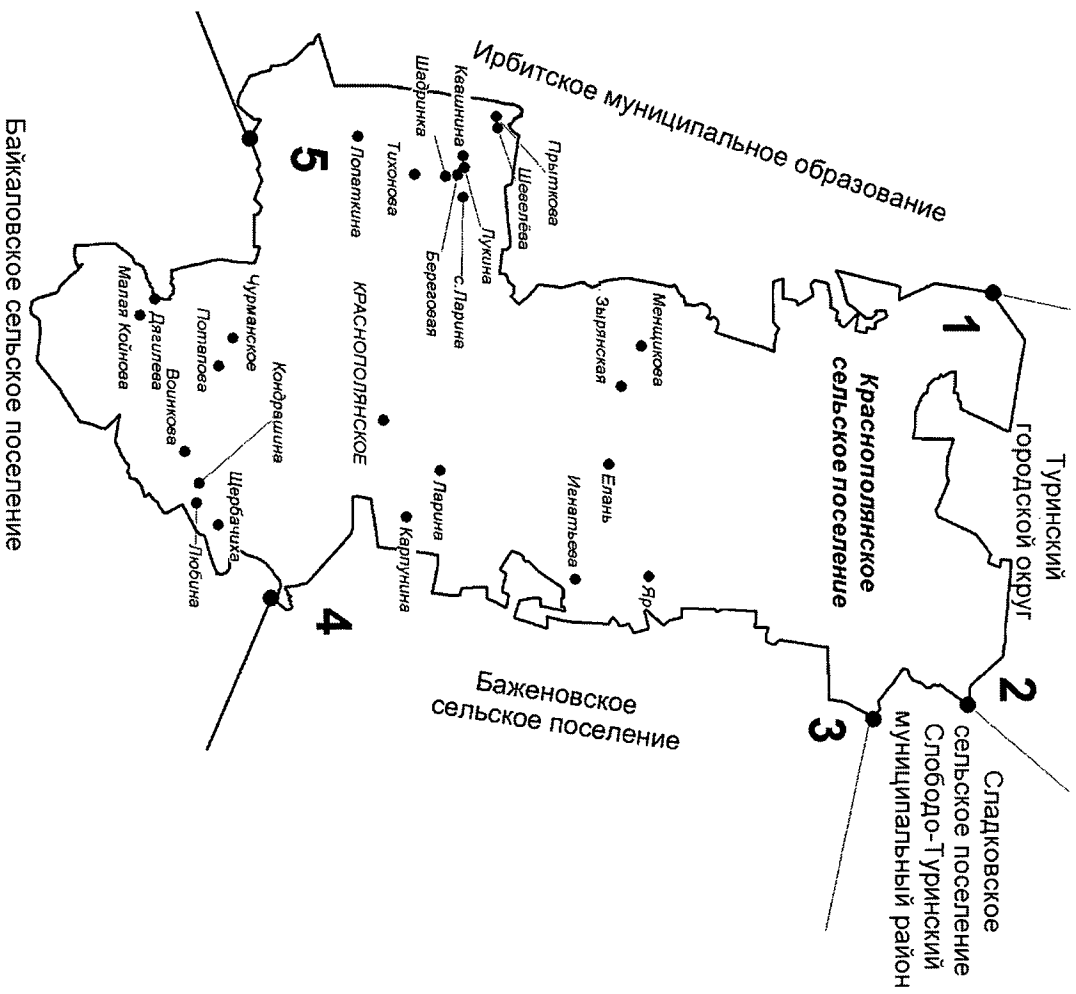 Туринский
городской округ
1
2
Сладковское
сельское поселение
Слободо-Туринский
муниципальный район
3
Краснополянское
сельское поселение
Ирбитское муниципальное образование
Менщикова
Зырянская
Елань
Яр
Игнатьева
Прыткова
Шевелёва
Квашнина
Лукина
с.Ларина
Береговая
Шадринка
Тихонова
Лопаткина
Ларина
Карпунина
КРАСНОПОЛЯНСКОЕ
Баженовское
сельское поселение
5
4
Чурманское
Потапова
Кондрашина
Щербачиха
Воинкова
Любина
Дягилева
Малая Койнова
Байкаловское сельское поселение